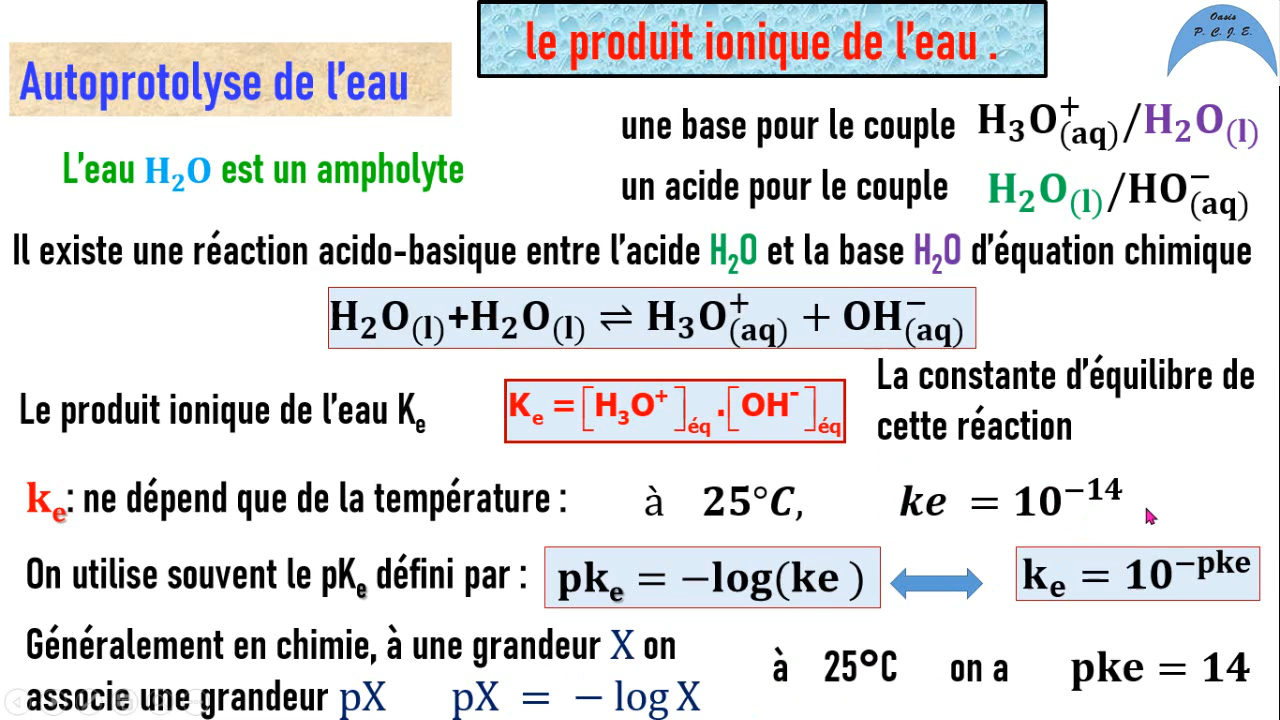 le produit ionique de l'eau .
Oasis
P. C. J. E.
Autoprotolyse de l'eau
une base pour le couple H₃O⁺(aq)/H₂O(l)
L'eau H₂O est un ampholyte
un acide pour le couple H₂O(l)/HO⁻(aq)
Il existe une réaction acido-basique entre l'acide H₂O et la base H₂O d'équation chimique
H₂O(l)+H₂O(l) ⇌ H₃O⁺(aq) + OH⁻(aq)
Le produit ionique de l'eau Kₑ
Kₑ = [H₃O⁺]éq .[OH⁻]éq
La constante d'équilibre de
cette réaction
kₑ: ne dépend que de la température : à 25°C, ke = 10⁻¹⁴
On utilise souvent le pKₑ défini par : pkₑ = −log(ke ) kₑ = 10⁻ᵖᵏᵉ
Généralement en chimie, à une grandeur X on
associe une grandeur pX pX = − log X
à 25°C on a pke = 14